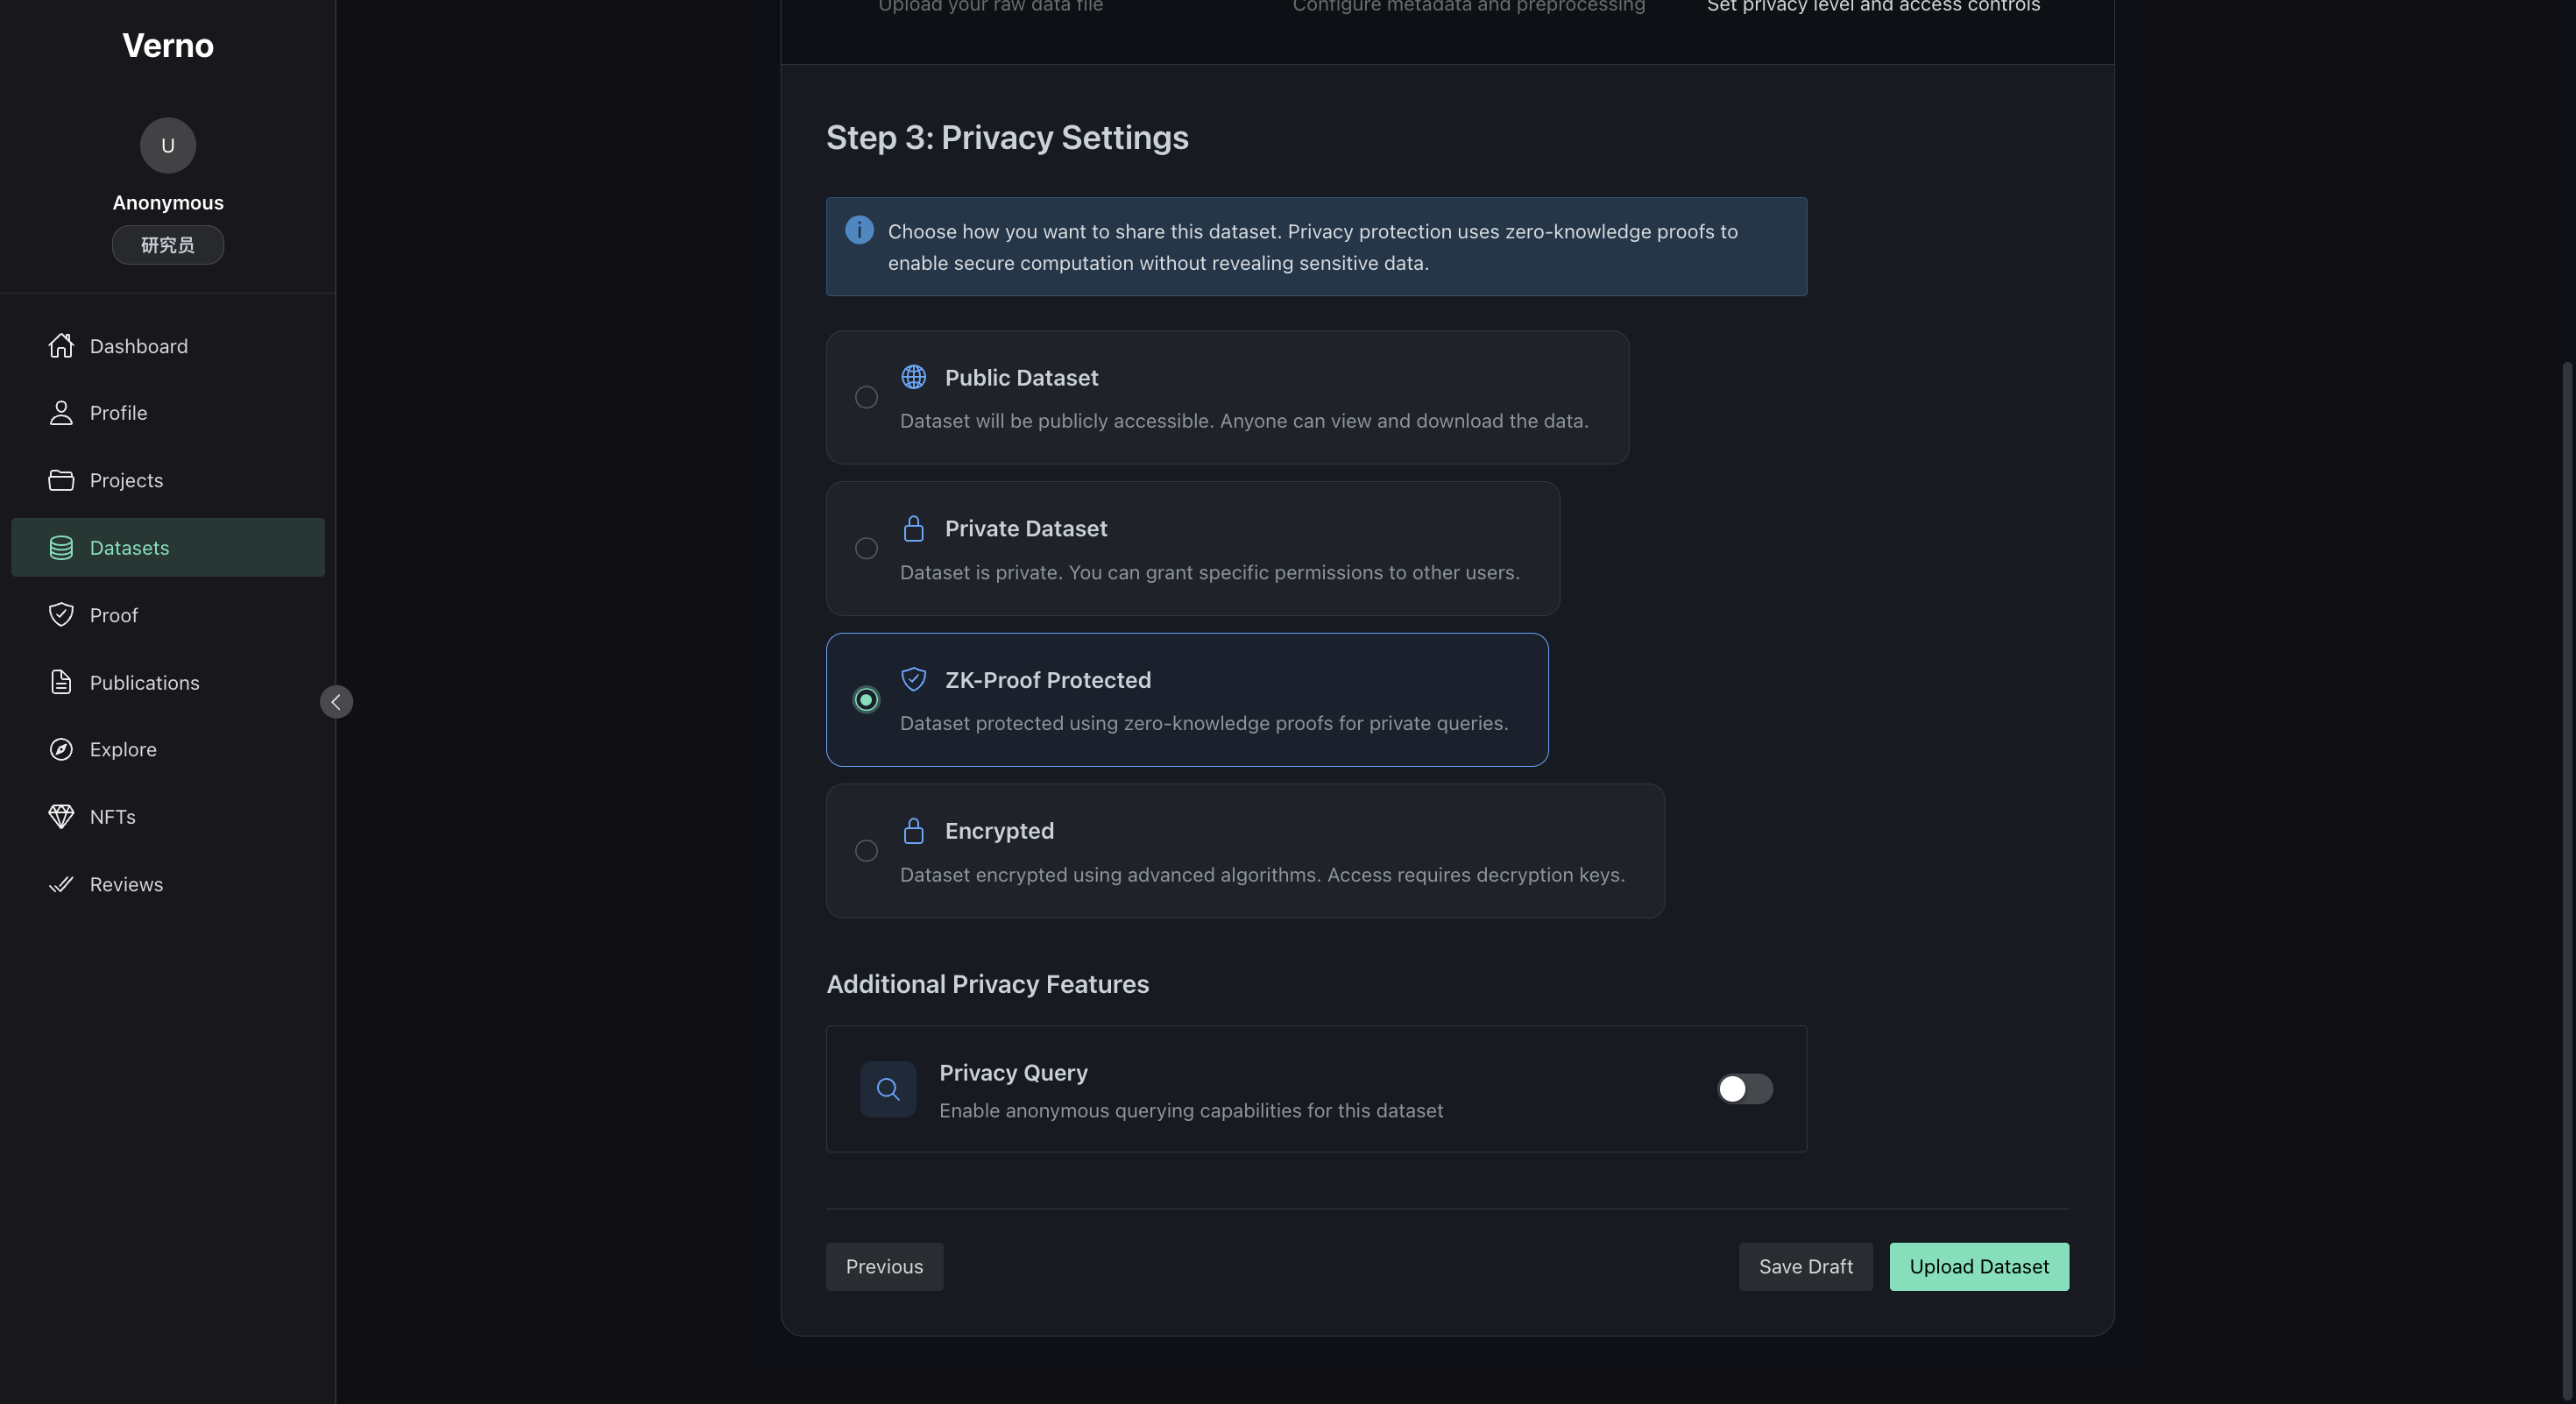 Verno
U
Anonymous
研究员
Dashboard
Profile
Projects
Datasets
Proof
Publications
Explore
NFTs
Reviews
Upload your raw data file
Configure metadata and preprocessing
Set privacy level and access controls
Step 3: Privacy Settings
Choose how you want to share this dataset. Privacy protection uses zero-knowledge proofs to
enable secure computation without revealing sensitive data.
Public Dataset
Dataset will be publicly accessible. Anyone can view and download the data.
Private Dataset
Dataset is private. You can grant specific permissions to other users.
ZK-Proof Protected
Dataset protected using zero-knowledge proofs for private queries.
Encrypted
Dataset encrypted using advanced algorithms. Access requires decryption keys.
Additional Privacy Features
Privacy Query
Enable anonymous querying capabilities for this dataset
Previous
Save Draft
Upload Dataset